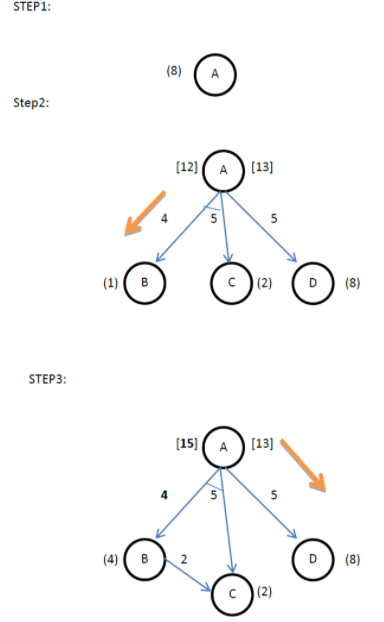 STEP1:
(8) A
Step2:
[12] A [13]
4 5 5
(1) B C (2) D (8)
STEP3:
[15] A [13]
4 5 5
(4) B 2 D (8)
C (2)